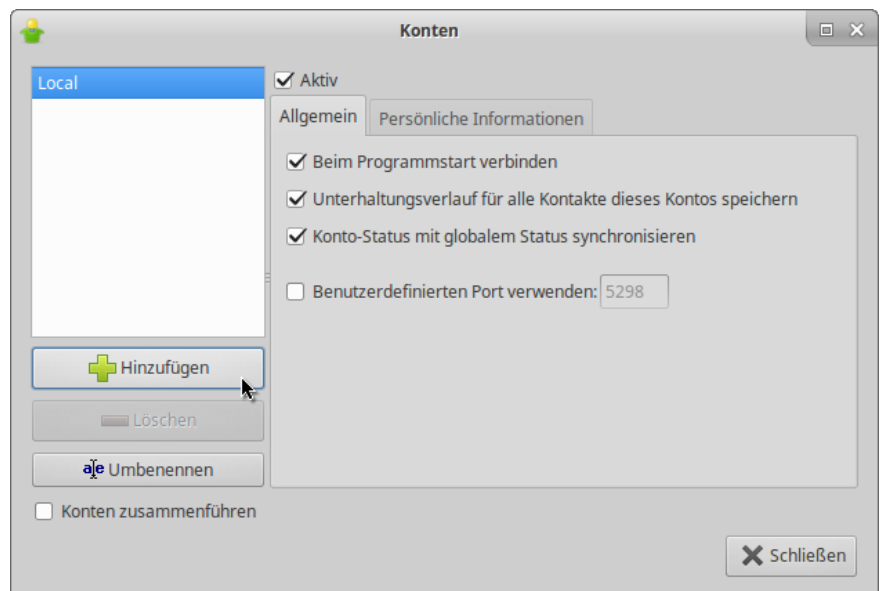 Konten
Local
Aktiv
Allgemein
Persönliche Informationen
Beim Programmstart verbinden
Unterhaltungsverlauf für alle Kontakte dieses Kontos speichern
Konto-Status mit globalem Status synchronisieren
Benutzerdefinierten Port verwenden: 5298
Hinzufügen
Löschen
a|e Umbenennen
Konten zusammenführen
Schließen